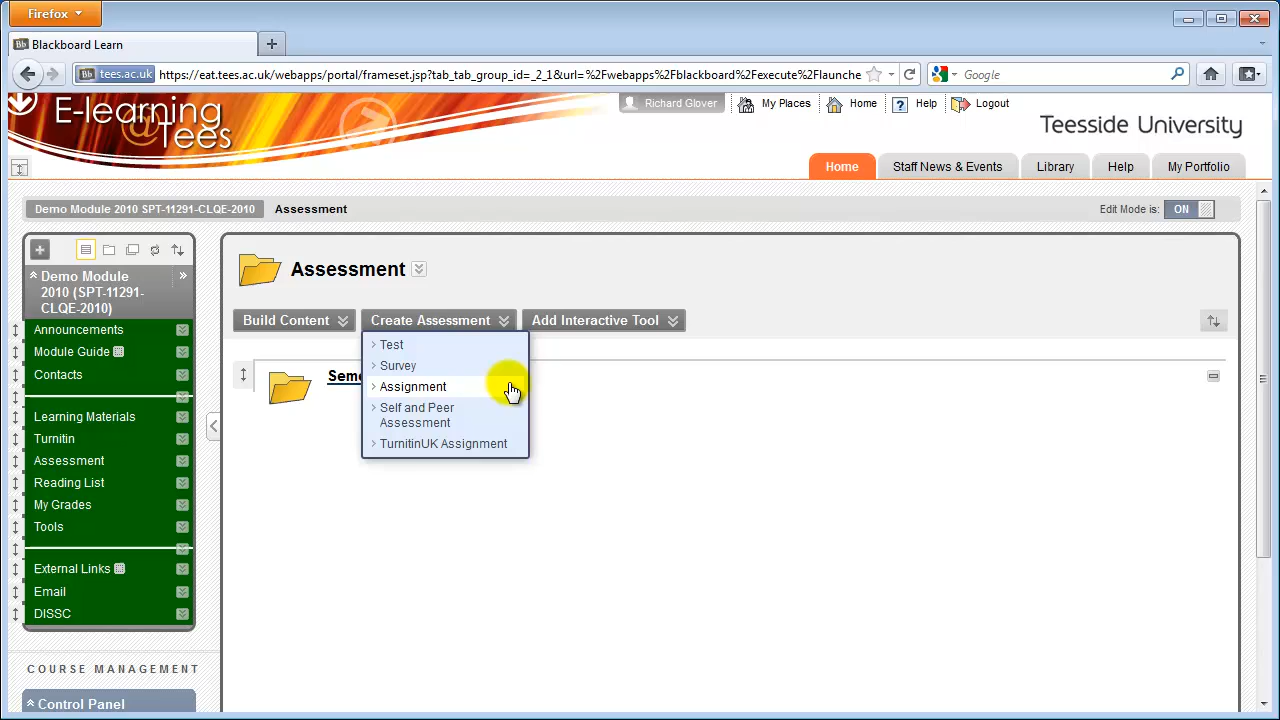 Firefox
Blackboard Learn
tees.ac.uk https://eat.tees.ac.uk/webapps/portal/frameset.jsp?tab_tab_group_id=_2_1&url=%2Fwebapps%2Fblackboard%2Fexecute%2Flaunche
Google
E-learning
@Tees
Richard Glover
My Places
Home
Help
Logout
Teesside University
Home
Staff News & Events
Library
Help
My Portfolio
Demo Module 2010 SPT-11291-CLQE-2010
Assessment
Edit Mode is: ON
Demo Module
2010 (SPT-11291-
CLQE-2010)
Announcements
Module Guide
Contacts
Learning Materials
Turnitin
Assessment
Reading List
My Grades
Tools
External Links
Email
DISSC
COURSE MANAGEMENT
Control Panel
Assessment
Build Content
Create Assessment
Add Interactive Tool
Test
Survey
Assignment
Self and Peer
Assessment
TurnitinUK Assignment